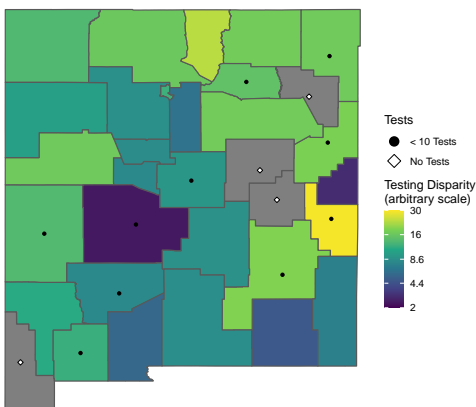 Tests
< 10 Tests
No Tests
Testing Disparity
(arbitrary scale)
30
16
8.6
4.4
2